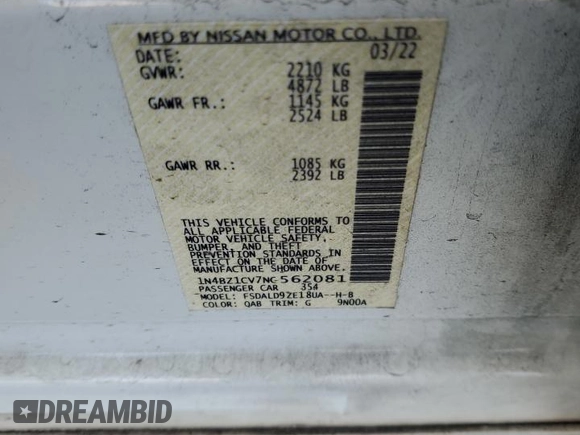 MFD BY NISSAN MOTOR CO., LTD.
DATE: 03/22
GVWR: 2210 KG
4872 LB
GAWR FR.: 1145 KG
2524 LB
GAWR RR.: 1085 KG
2392 LB
THIS VEHICLE CONFORMS TO
ALL APPLICABLE FEDERAL
MOTOR VEHICLE SAFETY,
BUMPER, AND THEFT
PREVENTION STANDARDS IN
EFFECT ON THE DATE OF
MANUFACTURE SHOWN ABOVE.
1N4BZ1CV7NC562081
PASSENGER CAR 354
MODEL: FSDALD9ZE18UA--H-B
COLOR: QAB TRIM: G 9N00A
DREAMBID